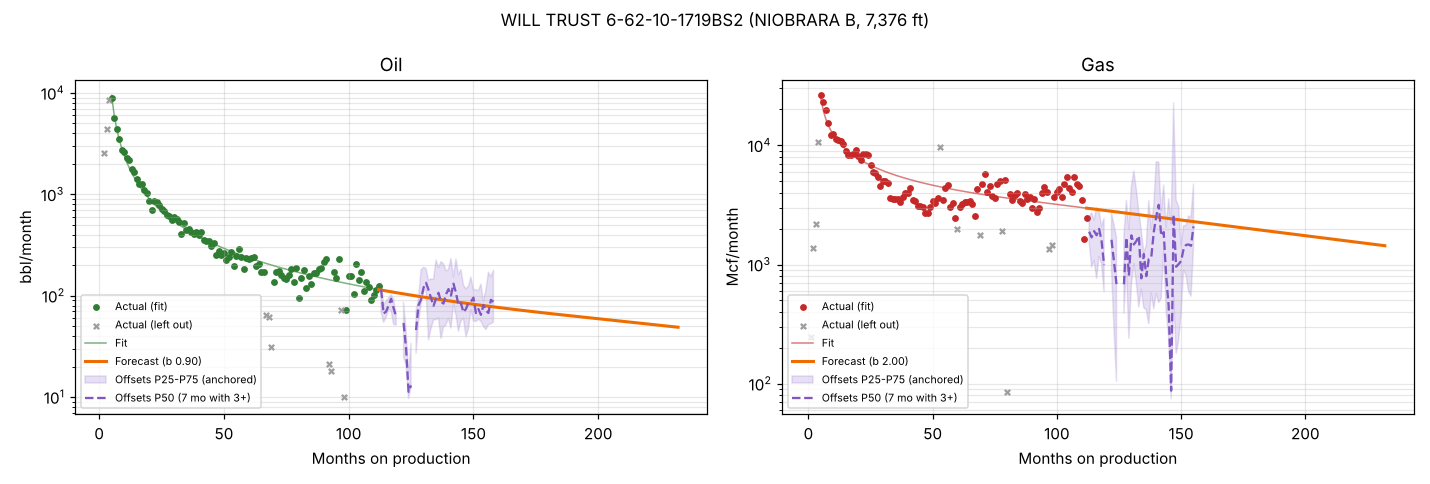 WILL TRUST 6-62-10-1719BS2 (NIOBRARA B, 7,376 ft)
Oil
10^4
10^3
10^2
10^1
bbl/month
0 50 100 150 200
Months on production
Actual (fit)
Actual (left out)
Fit
Forecast (b 0.90)
Offsets P25-P75 (anchored)
Offsets P50 (7 mo with 3+)
Gas
10^4
10^3
10^2
Mcf/month
0 50 100 150 200
Months on production
Actual (fit)
Actual (left out)
Fit
Forecast (b 2.00)
Offsets P25-P75 (anchored)
Offsets P50 (7 mo with 3+)